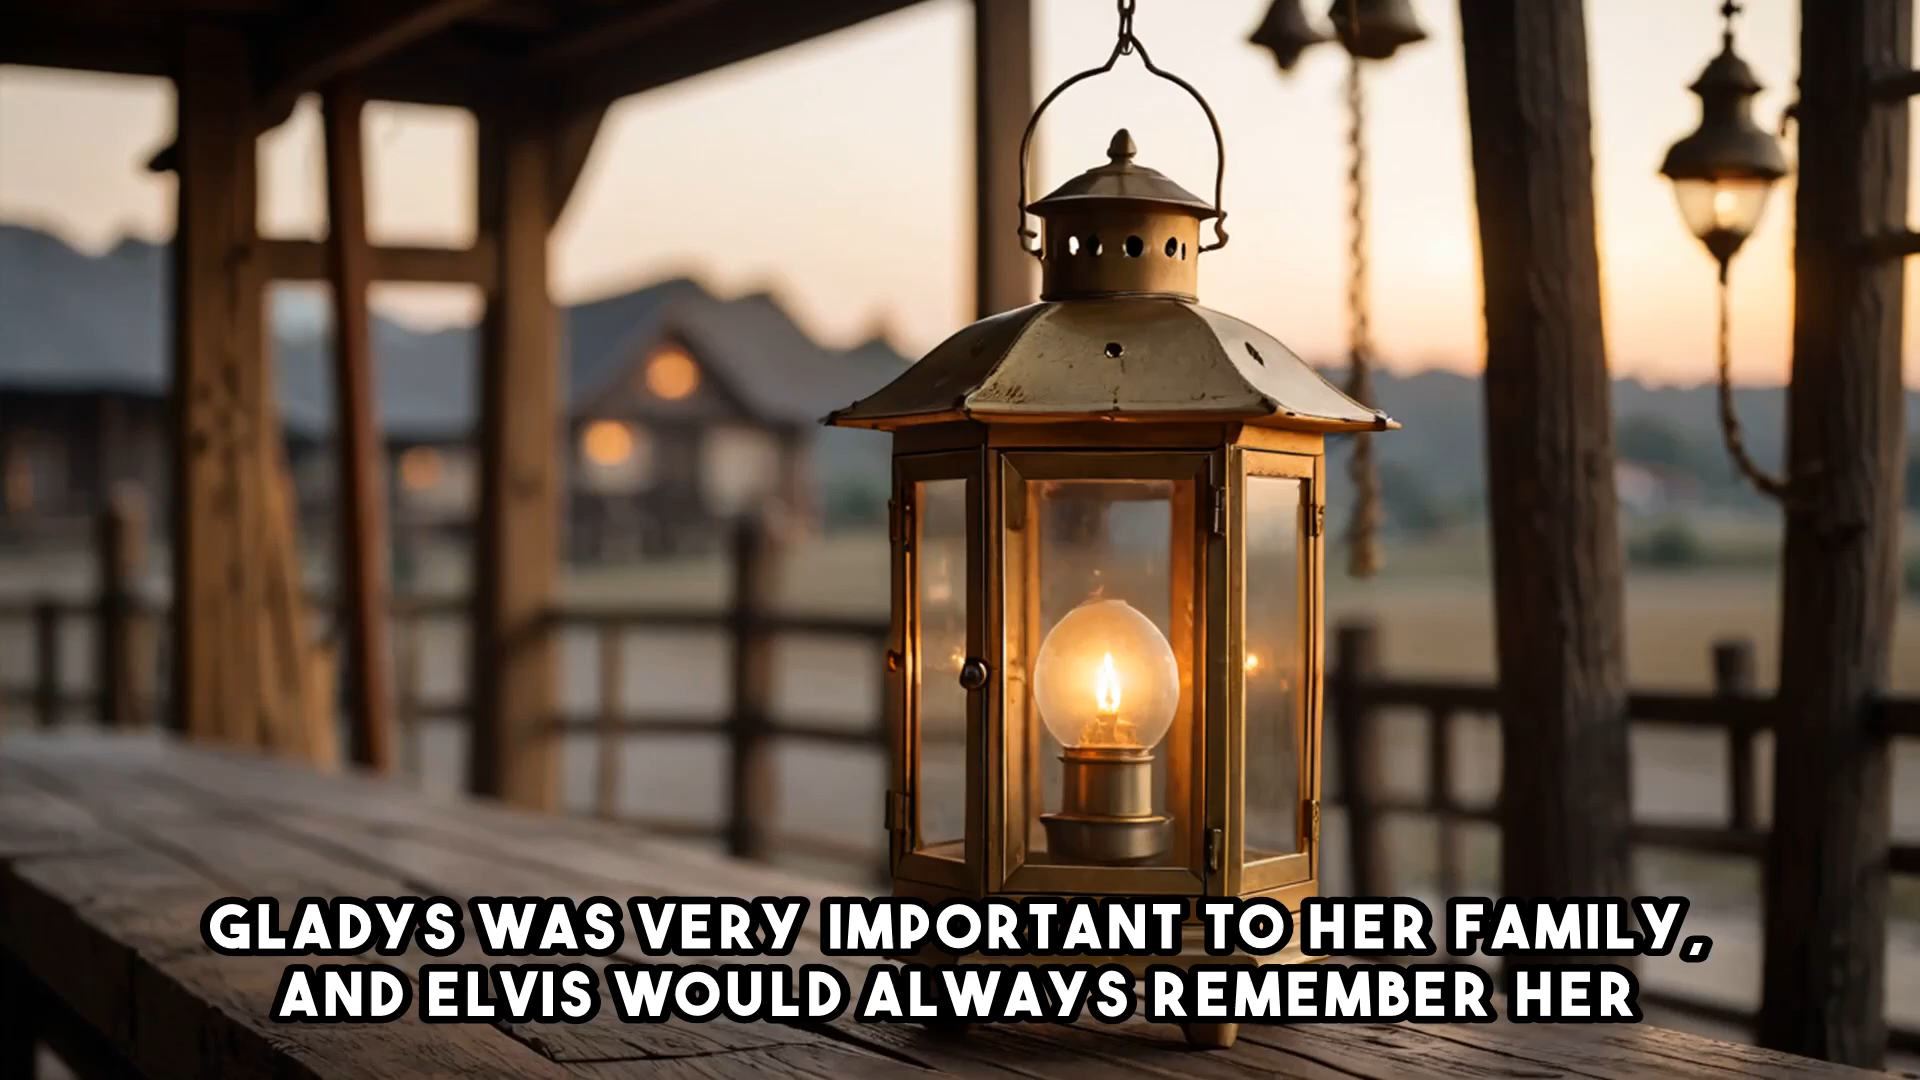 GLADYS WAS VERY IMPORTANT TO HER FAMILY,
AND ELVIS WOULD ALWAYS REMEMBER HER